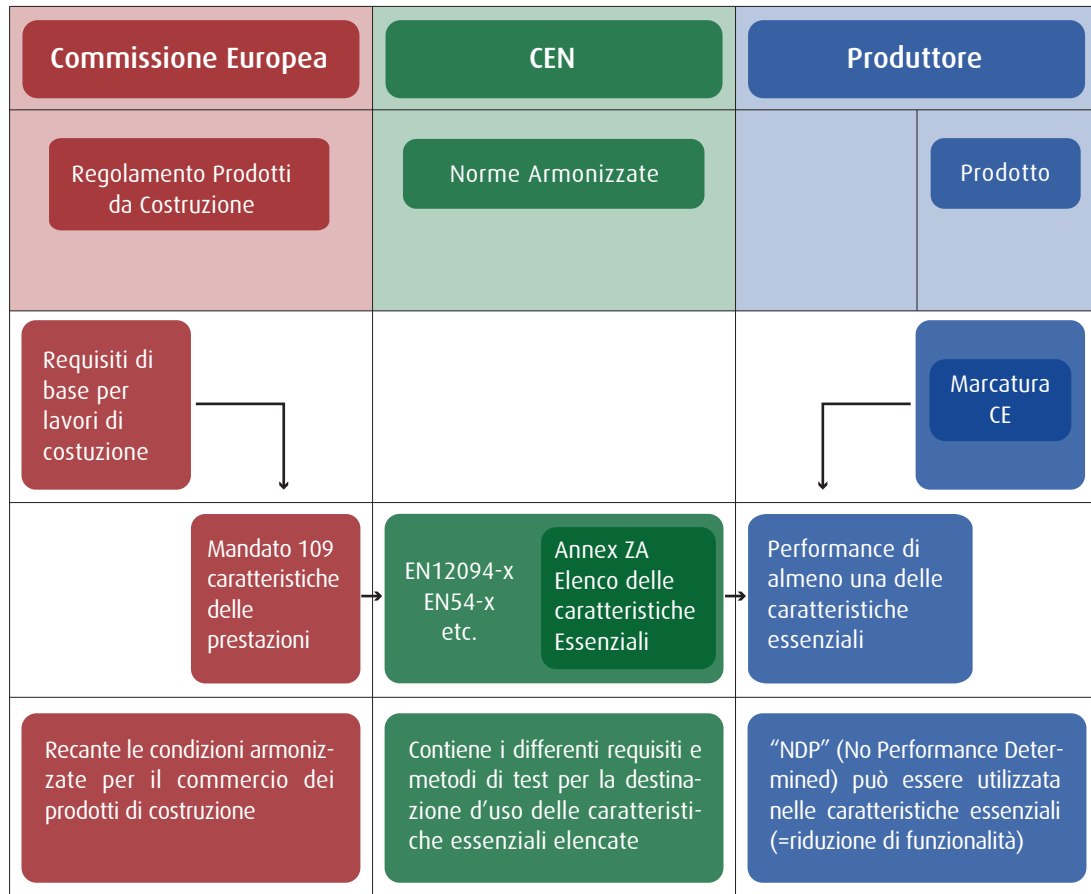 Commissione Europea
CEN
Produttore
Regolamento Prodotti
da Costruzione
Norme Armonizzate
Prodotto
Requisiti di
base per
lavori di
costuzione
Marcatura
CE
Mandato 109
caratteristiche
delle
prestazioni
EN12094-x
EN54-x
etc.
Annex ZA
Elenco delle
caratteristiche
Essenziali
Performance di
almeno una delle
caratteristiche
essenziali
Recante le condizioni armoniz-
zate per il commercio dei
prodotti di costruzione
Contiene i differenti requisiti e
metodi di test per la destina-
zione d'uso delle caratteristi-
che essenziali elencate
“NDP” (No Performance Deter-
mined) può essere utilizzata
nelle caratteristiche essenziali
(=riduzione di funzionalità)